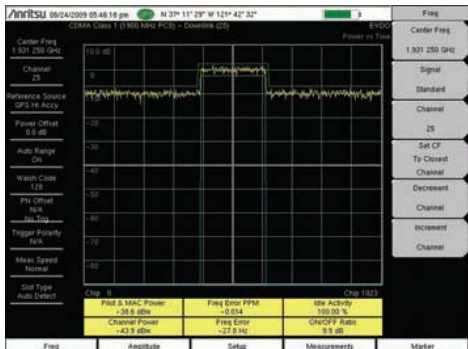 /Inritsu 06/24/2009 05:46:16 pm N 37° 11' 29" W 121° 42' 32"
Freq
CDMA Class 1 (1900 MHz PCS) - Downlink (25)
EVDO
Power vs Time
Center Freq
1.931 250 GHz
Channel
25
Reference Source
GPS Hi Accy
Power Offset
0.0 dB
Auto Range
On
Walsh Code
128
PN Offset
N/A
No Trig
Trigger Polarity
N/A
Meas Speed
Normal
Slot Type
Auto Detect
10.0 dB
0
-10
-20
-30
-40
-50
-60
-70
-80
Chip 0
Chip 1023
Pilot & MAC Power
-38.6 dBm
Freq Error PPM
-0.014
Idle Activity
100.00 %
Channel Power
-43.9 dBm
Freq Error
-27.8 Hz
ON/OFF Ratio
9.9 dB
Center Freq
1.931 250 GHz
Signal
Standard
Channel
25
Set CF
To Closest
Channel
Decrement
Channel
Increment
Channel
Freq
Amplitude
Setup
Measurements
Marker